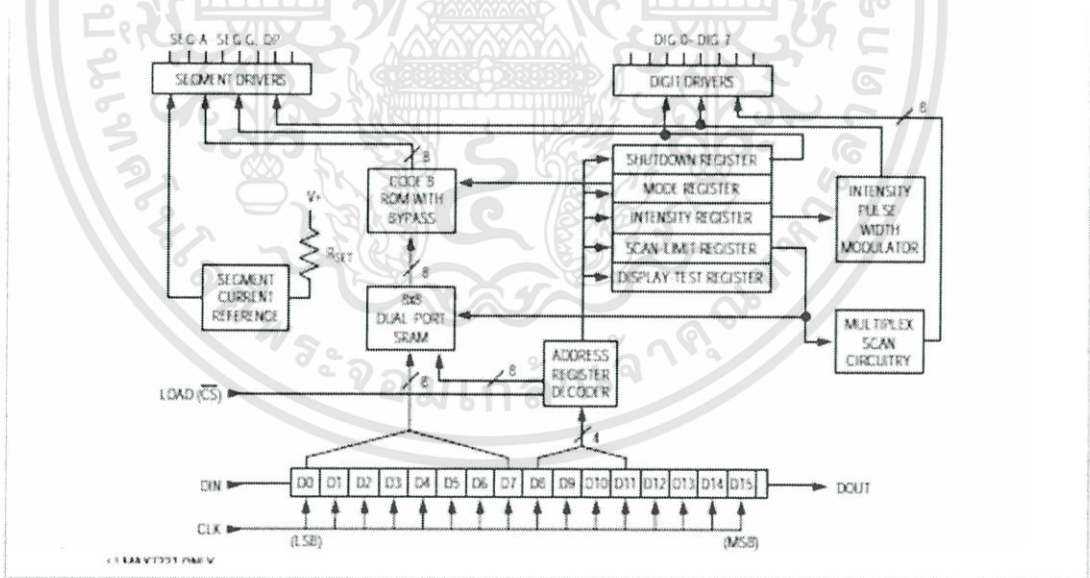 SEG A- SEG G, DP
DIG 0- DIG 7
SEGMENT DRIVERS
DIGIT DRIVERS
8
8
CODE B
ROM WITH
BYPASS
SHUTDOWN REGISTER
MODE REGISTER
INTENSITY REGISTER
SCAN-LIMIT REGISTER
DISPLAY-TEST REGISTER
INTENSITY
PULSE
WIDTH
MODULATOR
V+
RSET
8
SEGMENT
CURRENT
REFERENCE
8x8
DUAL-PORT
SRAM
MULTIPLEX
SCAN
CIRCUITRY
ADDRESS
REGISTER
DECODER
8
8
LOAD (CS)
4
DIN
D0 D1 D2 D3 D4 D5 D6 D7 D8 D9 D10 D11 D12 D13 D14 D15
DOUT
CLK
(LSB)
(MSB)
( ) MAX7221 ONLY